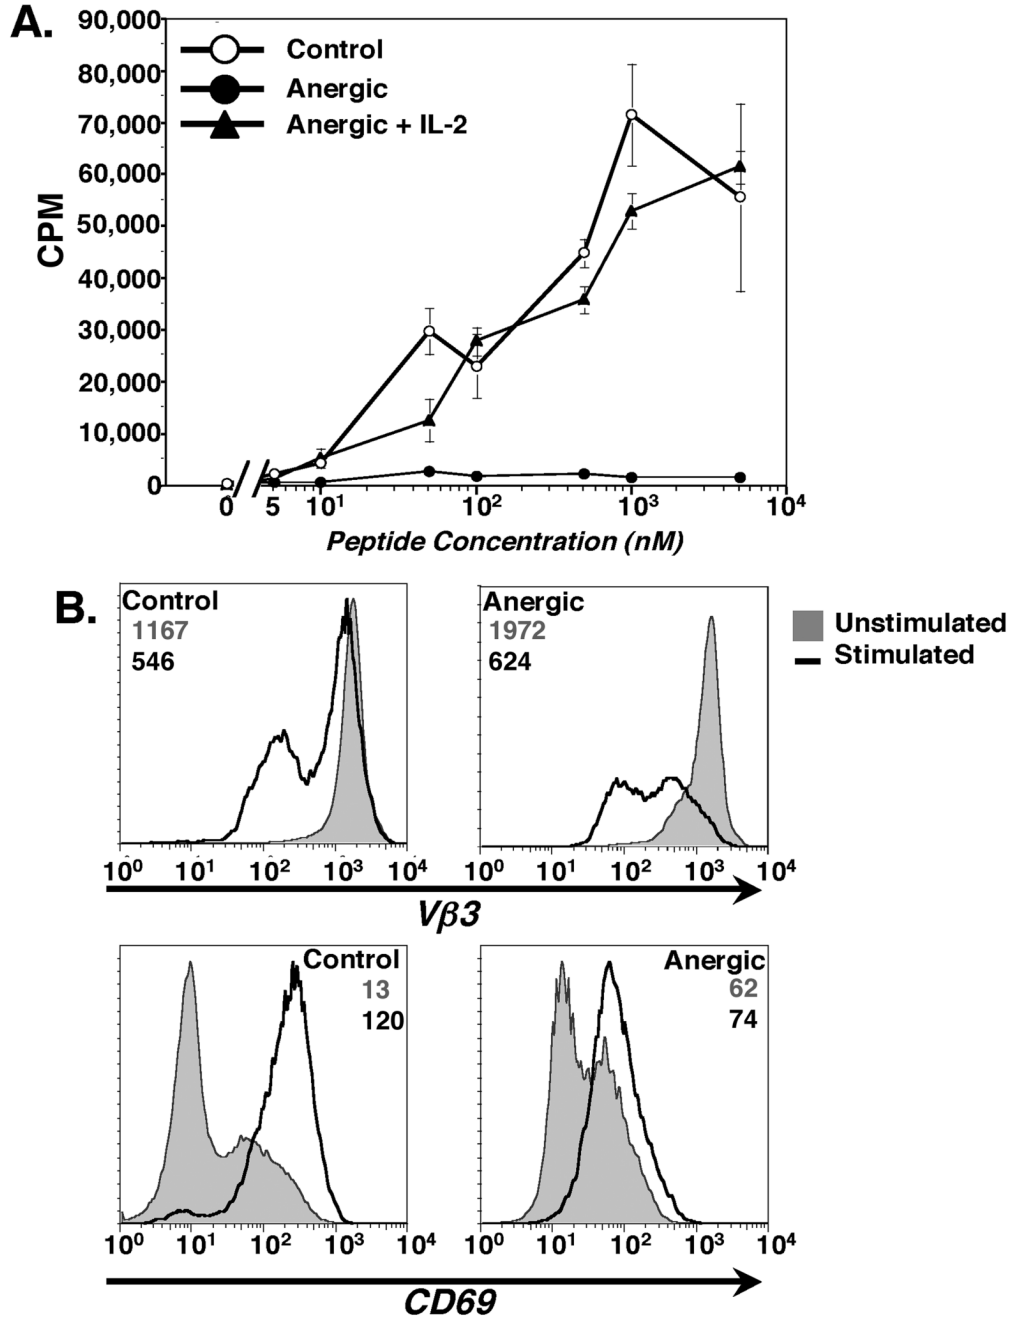 A.
90,000
80,000
70,000
60,000
50,000
40,000
30,000
20,000
10,000
0
CPM
Control
Anergic
Anergic + IL-2
0 5 10¹ 10² 10³ 10⁴
Peptide Concentration (nM)
B.
Control
1167
546
Anergic
1972
624
Unstimulated
Stimulated
10⁰ 10¹ 10² 10³ 10⁴ 10⁰ 10¹ 10² 10³ 10⁴
Vβ3
Control
13
120
Anergic
62
74
10⁰ 10¹ 10² 10³ 10⁴ 10⁰ 10¹ 10² 10³ 10⁴
CD69